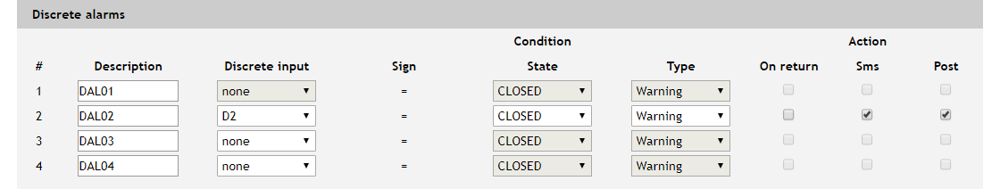 Discrete alarms
Condition Action
# Description Discrete input Sign State Type On return Sms Post
1 DAL01 none = CLOSED Warning
2 DAL02 D2 = CLOSED Warning
3 DAL03 none = CLOSED Warning
4 DAL04 none = CLOSED Warning